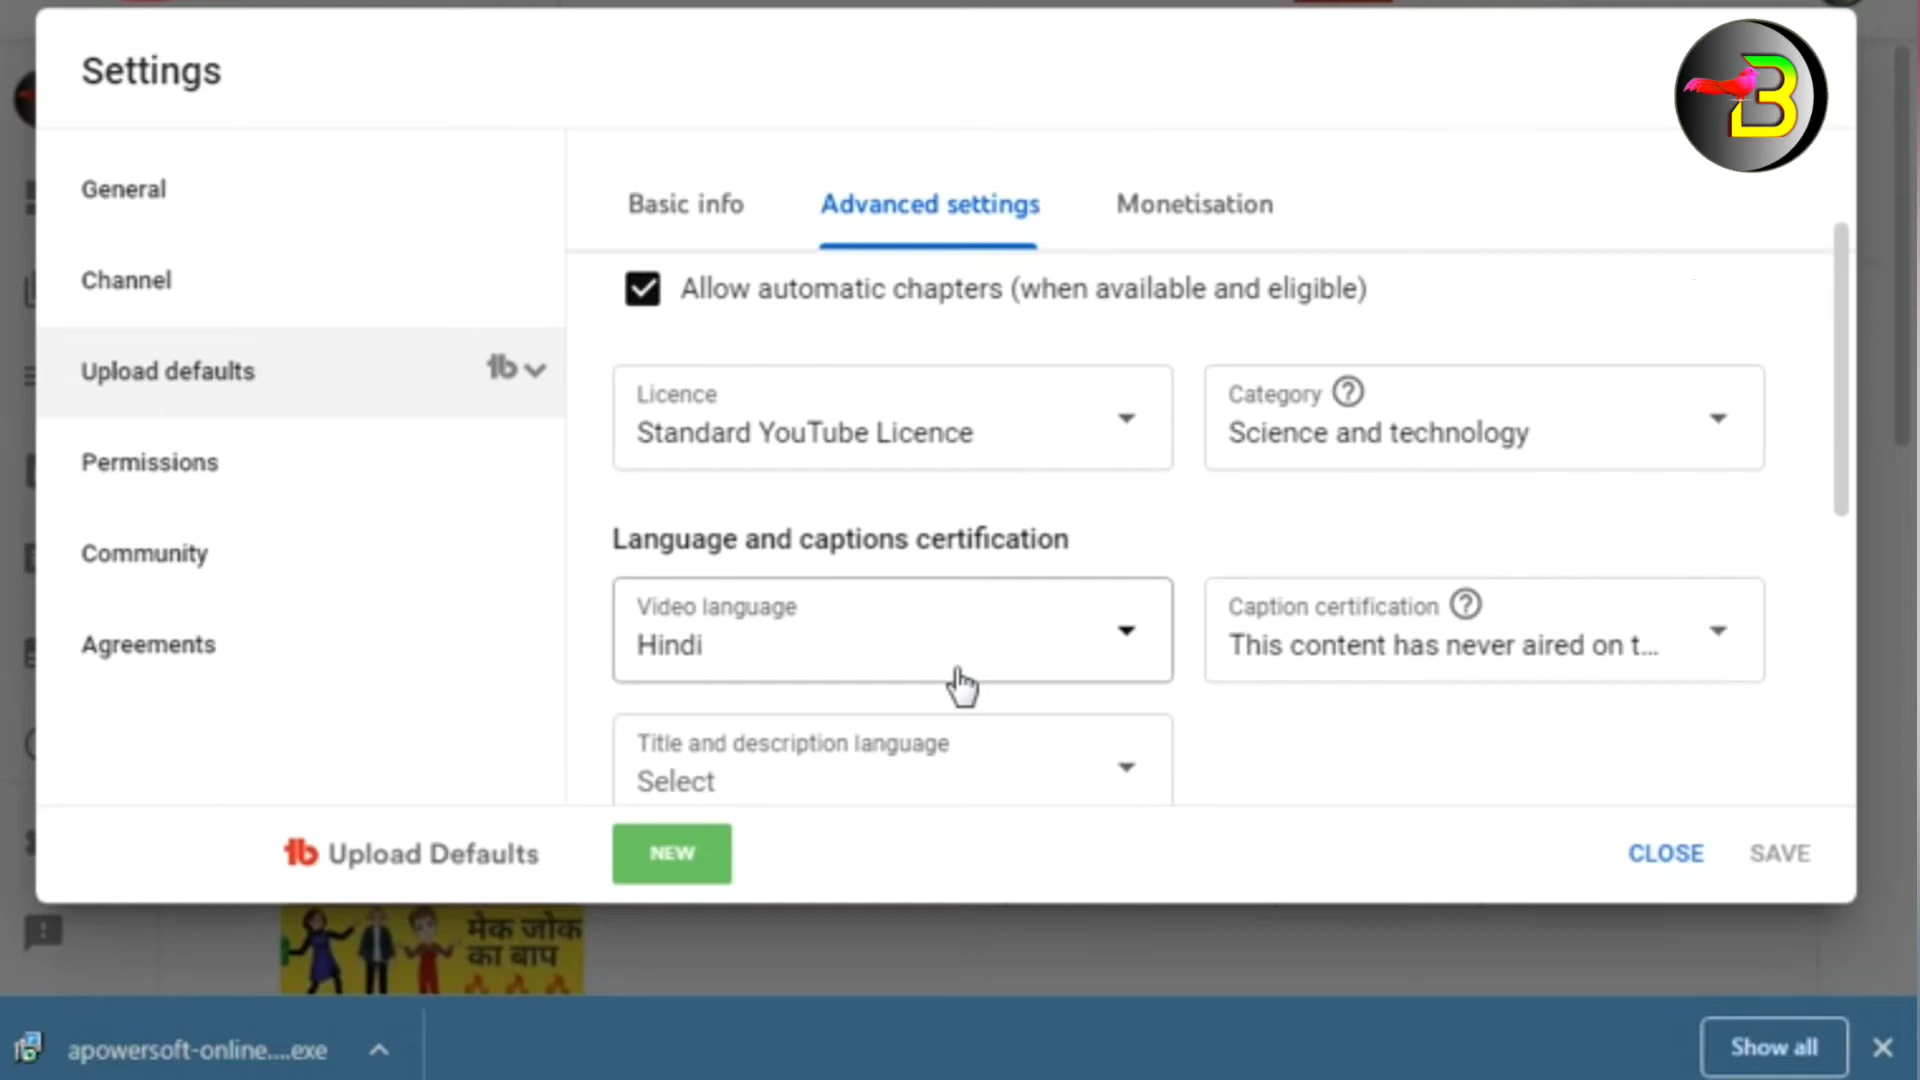 Settings
B
General
Channel
Upload defaults
tb
Permissions
Community
Agreements
Basic info
Advanced settings
Monetisation
Allow automatic chapters (when available and eligible)
Licence
Standard YouTube Licence
Category ?
Science and technology
Language and captions certification
Video language
Hindi
Caption certification ?
This content has never aired on t...
Title and description language
Select
tb Upload Defaults
NEW
CLOSE
SAVE
मेक जोक
का बाप
apowersoft-online....exe
Show all